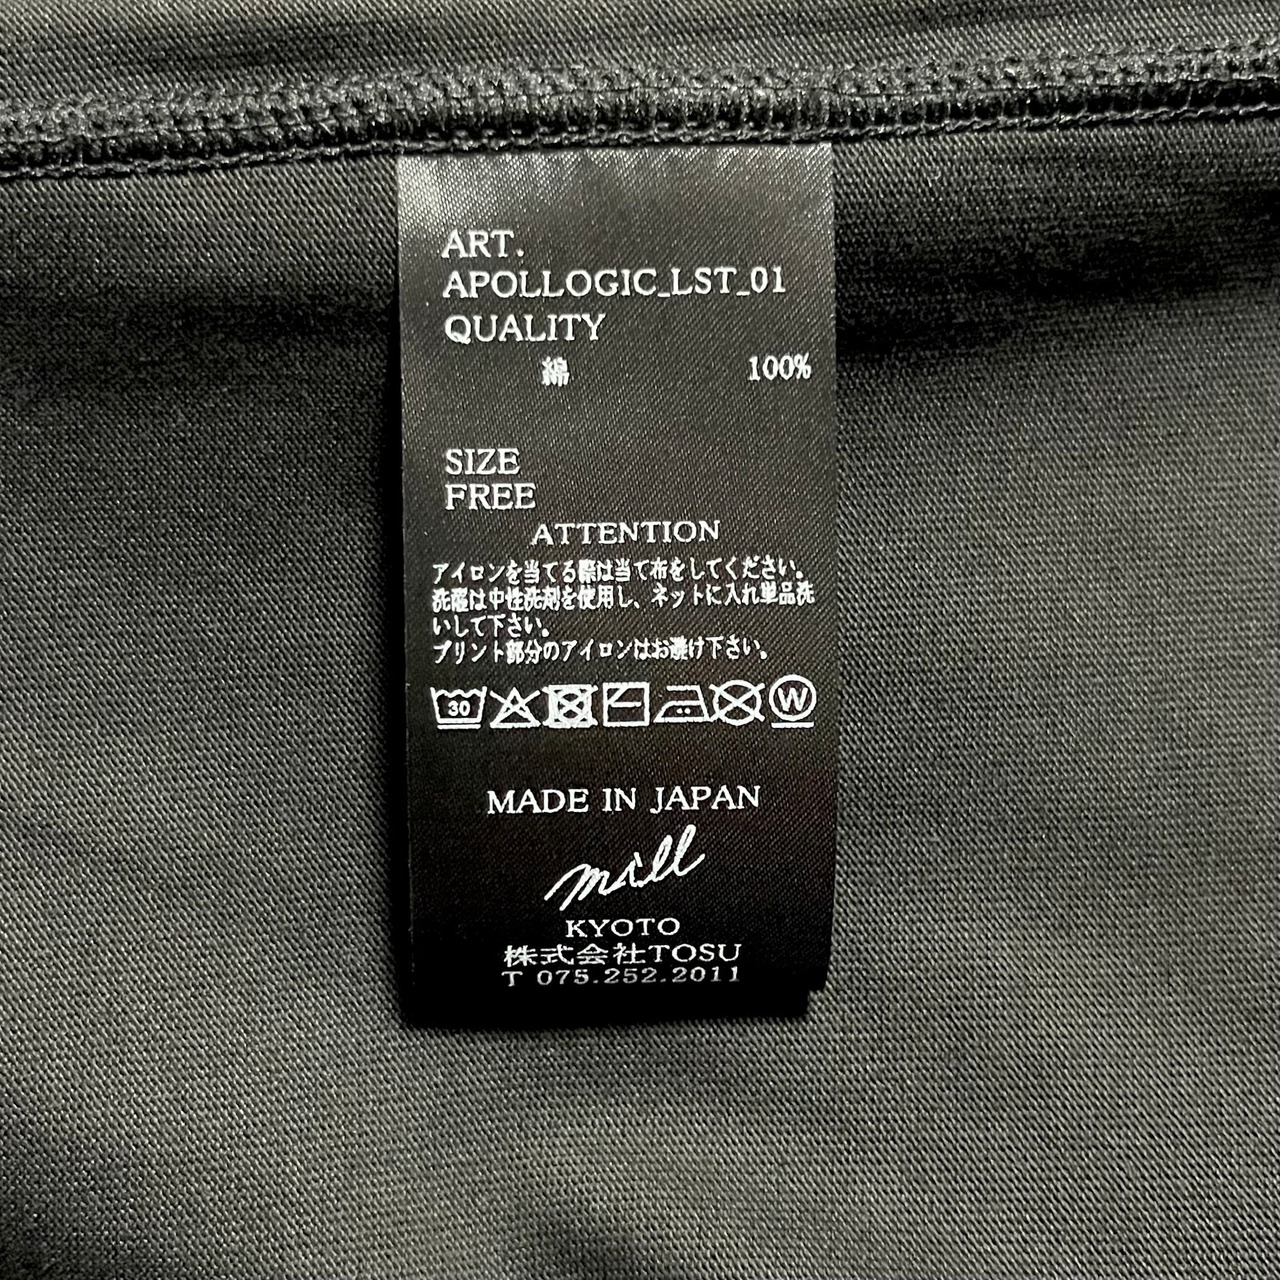 ART.
APOLLOGIC_LST_01
QUALITY
綿 100%
SIZE
FREE
ATTENTION
アイロンを当てる際は当て布をしてください。
洗濯は中性洗剤を使用し、ネットに入れ単品洗
いして下さい。
プリント部分のアイロンはお避け下さい。
30
W
MADE IN JAPAN
mill
KYOTO
株式会社TOSU
T 075.252.2011